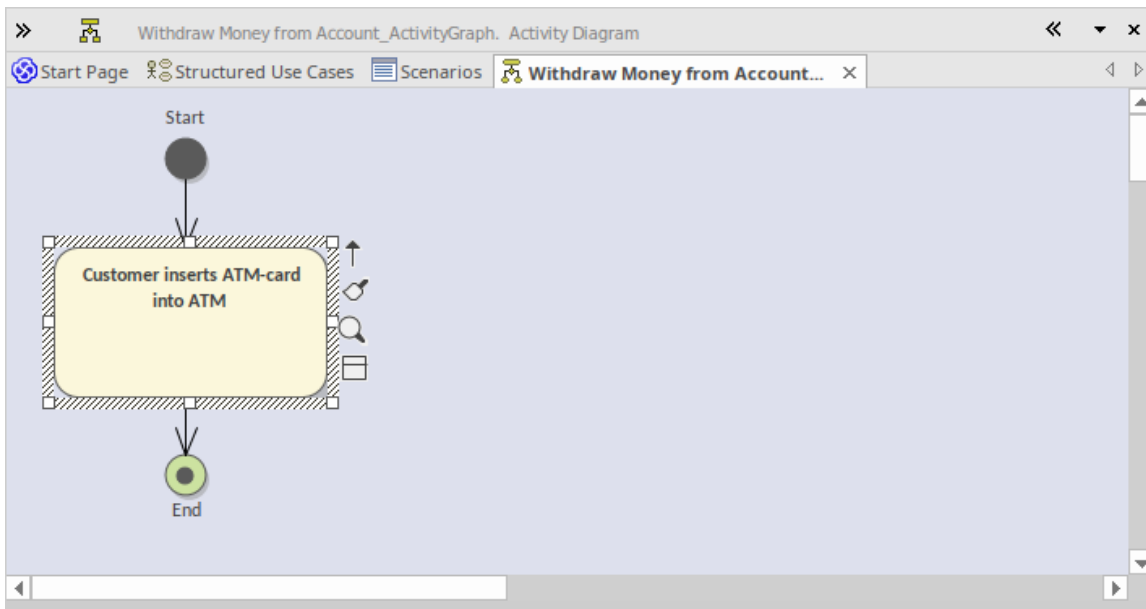 Withdraw Money from Account_ActivityGraph. Activity Diagram
Start Page Structured Use Cases Scenarios Withdraw Money from Account...
Start
Customer inserts ATM-card
into ATM
End